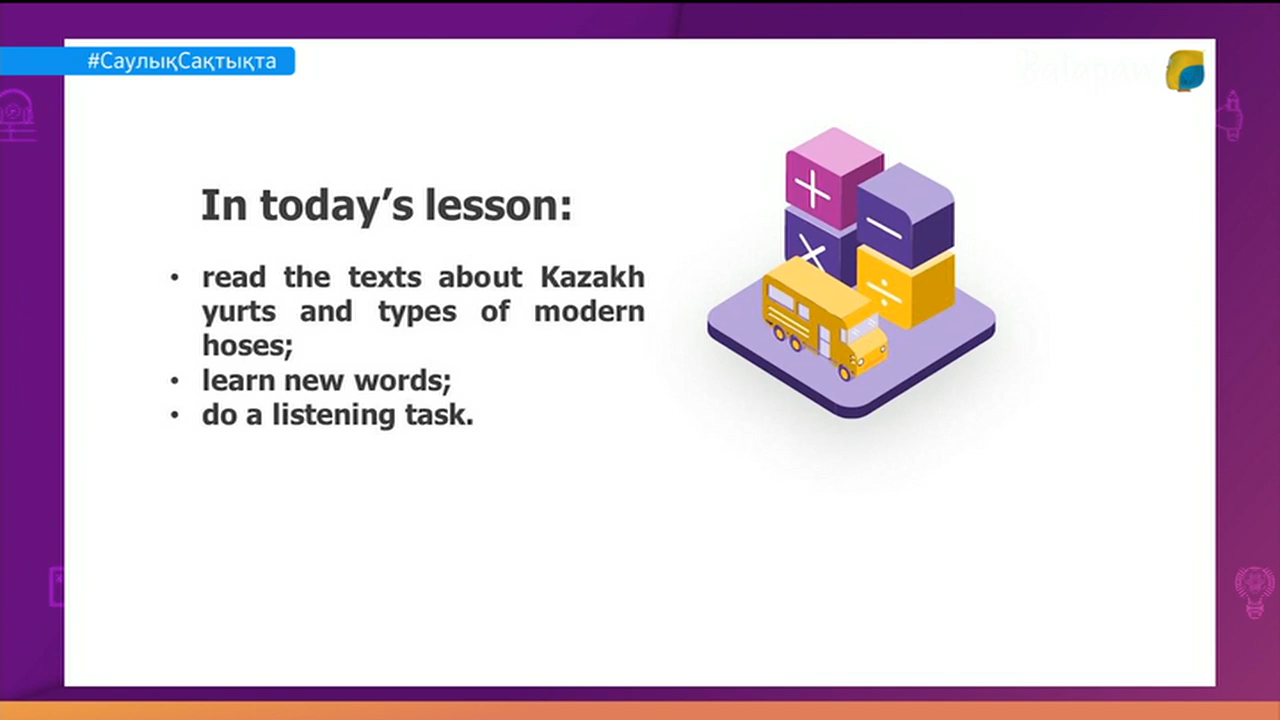 #СаулықСақтықта
Balapan
In today's lesson:
• read the texts about Kazakh
yurts and types of modern
hoses;
• learn new words;
• do a listening task.